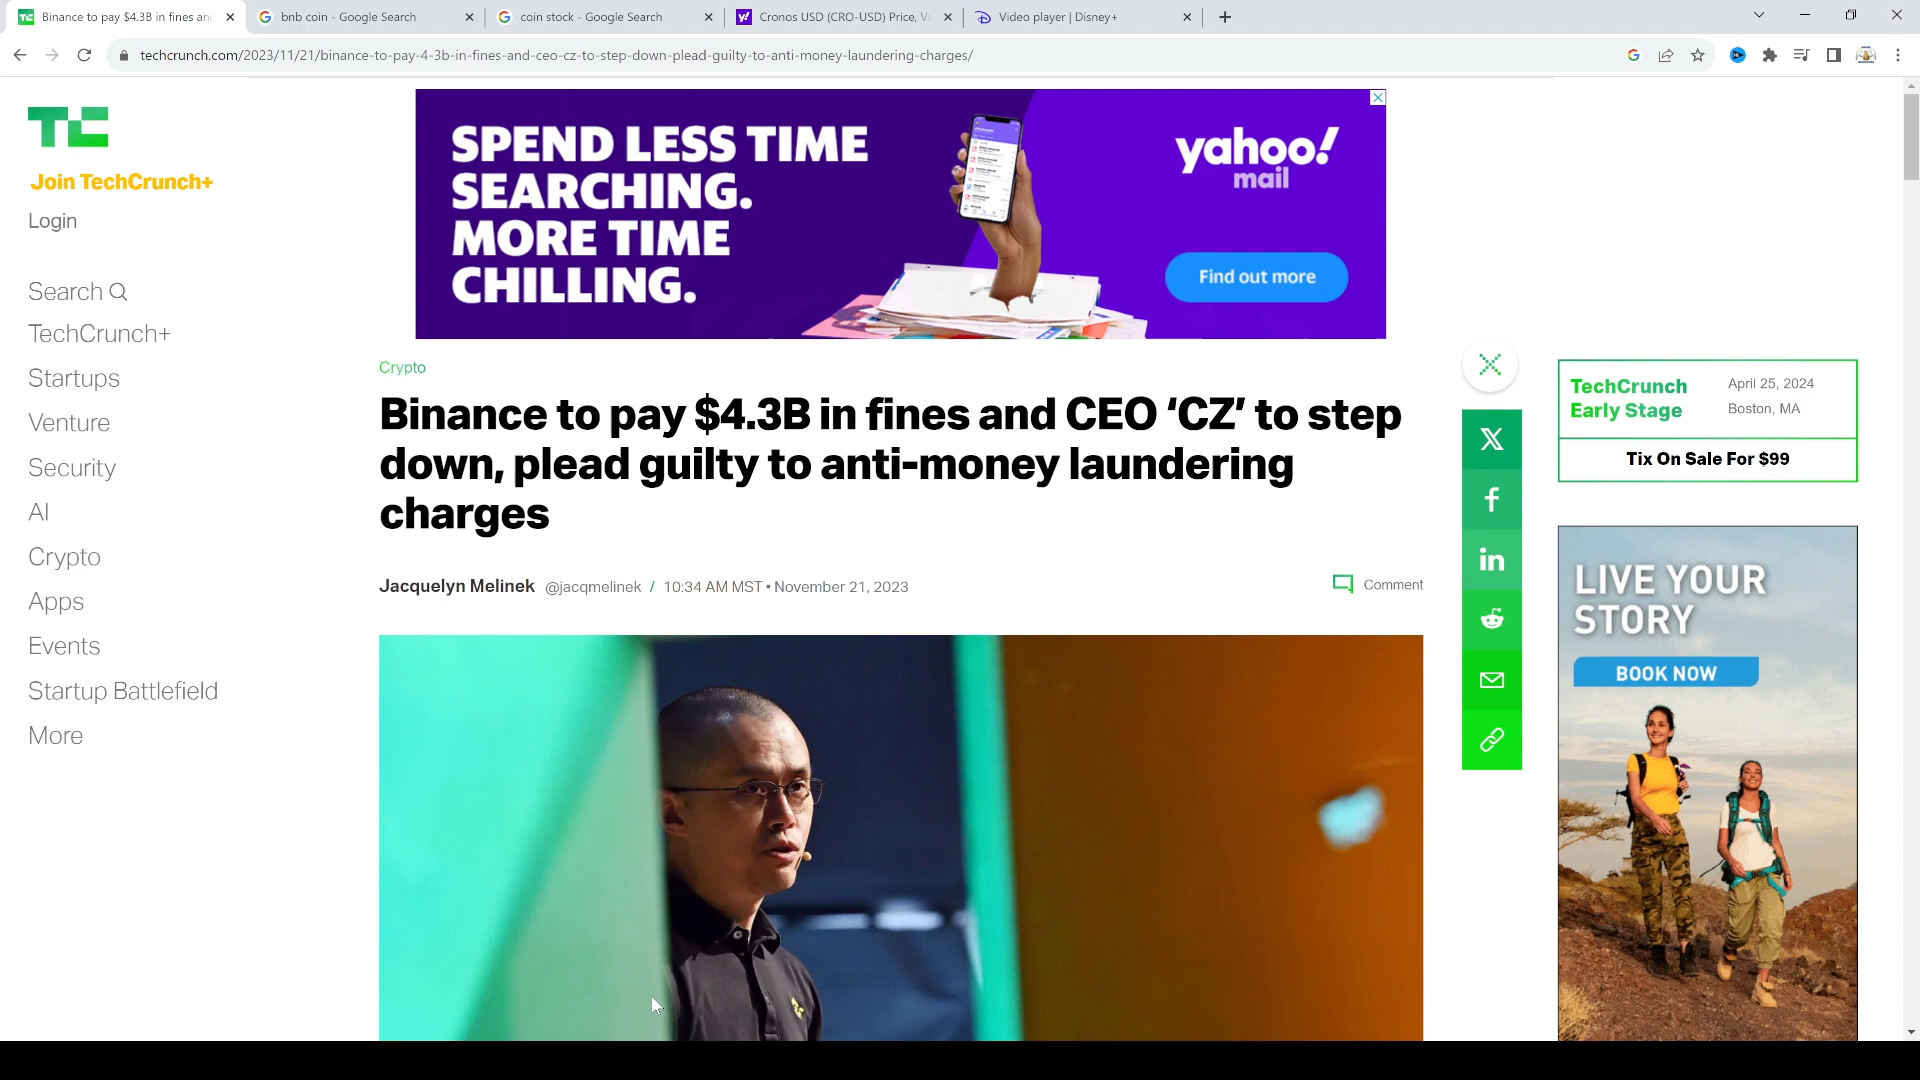 Binance to pay $4.3B in fines an
bnb coin - Google Search
coin stock - Google Search
Cronos USD (CRO-USD) Price, V
Video player | Disney+
techcrunch.com/2023/11/21/binance-to-pay-4-3b-in-fines-and-ceo-cz-to-step-down-plead-guilty-to-anti-money-laundering-charges/
TC
Join TechCrunch+
Login
Search
TechCrunch+
Startups
Venture
Security
AI
Crypto
Apps
Events
Startup Battlefield
More
SPEND LESS TIME
SEARCHING.
MORE TIME
CHILLING.
yahoo!
mail
Find out more
Crypto
Binance to pay $4.3B in fines and CEO ‘CZ’ to step
down, plead guilty to anti-money laundering
charges
Jacquelyn Melinek @jacqmelinek / 10:34 AM MST • November 21, 2023
Comment
TechCrunch
Early Stage
April 25, 2024
Boston, MA
Tix On Sale For $99
LIVE YOUR
STORY
BOOK NOW